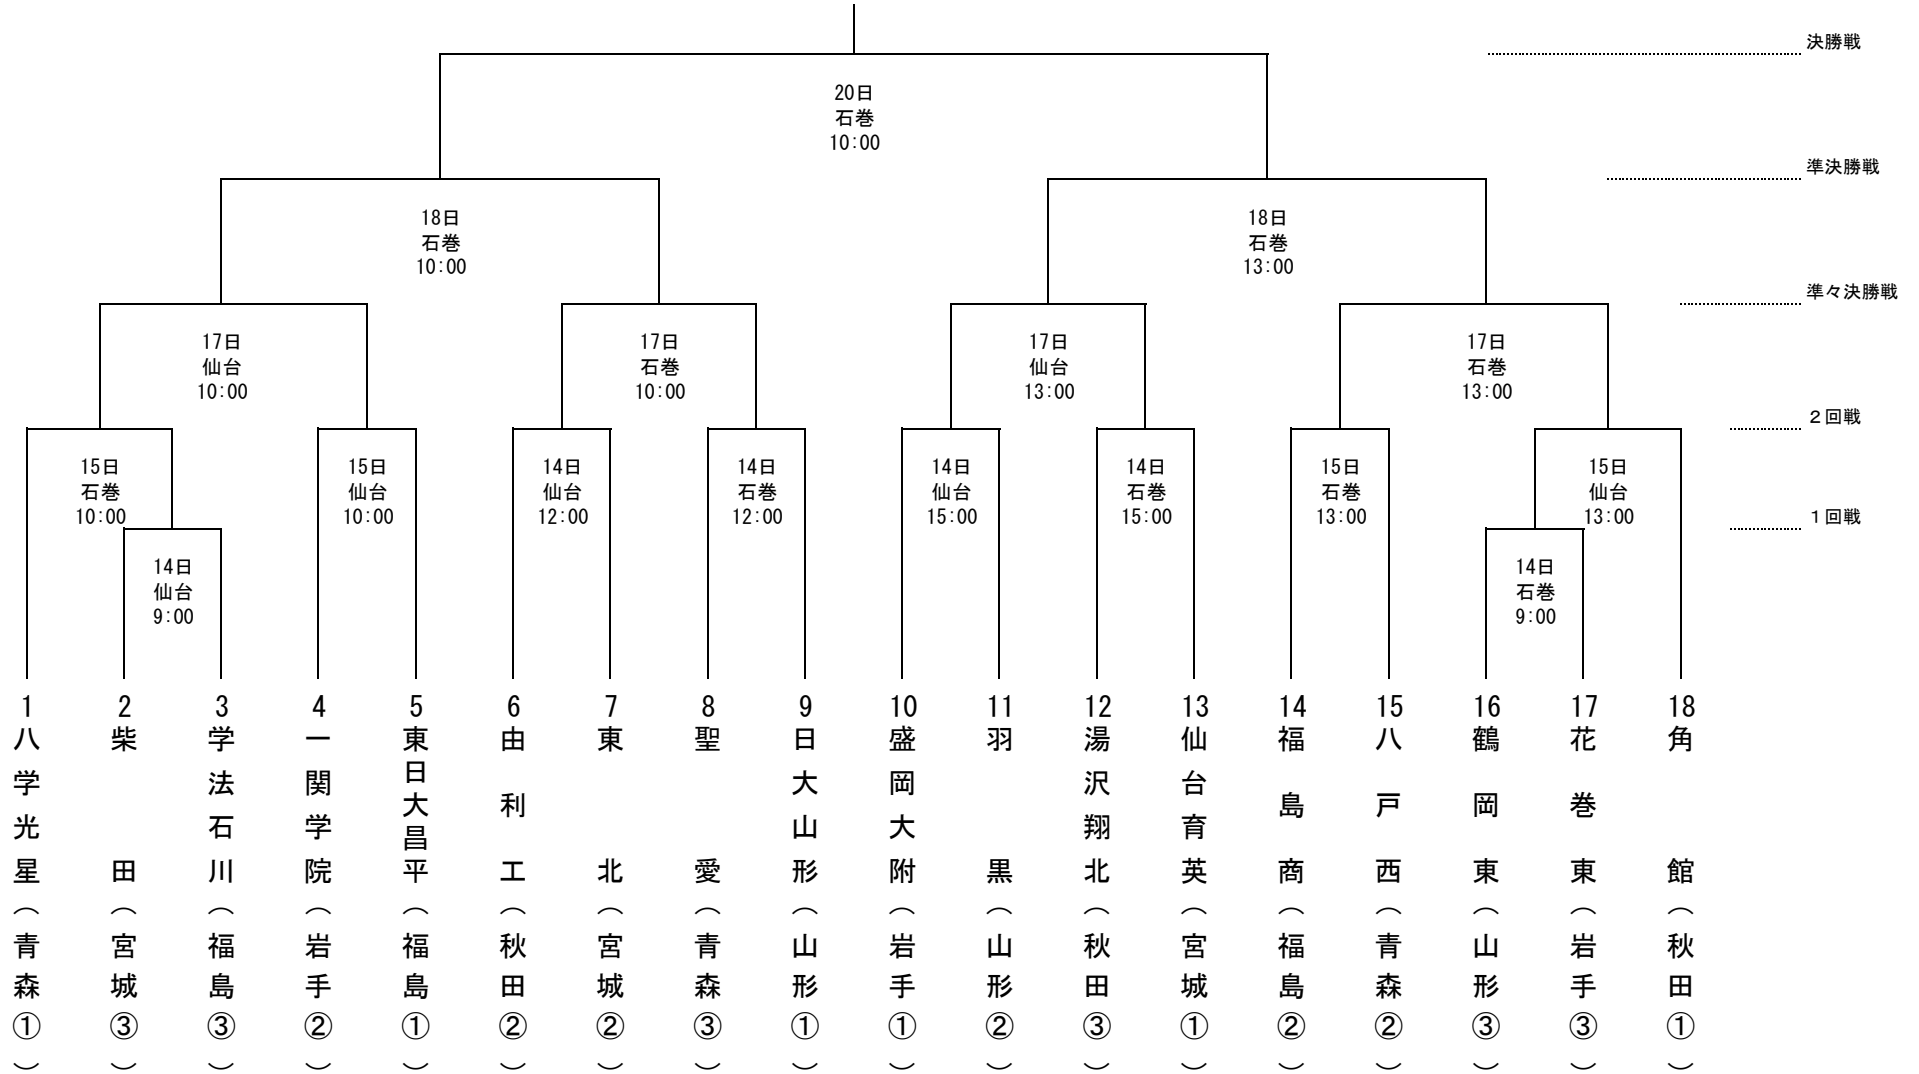 決勝戦
20日
石巻
10:00
準決勝戦
18日
石巻
10:00
18日
石巻
13:00
準々決勝戦
17日
仙台
10:00
17日
石巻
10:00
17日
仙台
13:00
17日
石巻
13:00
２回戦
15日
石巻
10:00
15日
仙台
10:00
14日
仙台
12:00
14日
石巻
12:00
14日
仙台
15:00
14日
石巻
15:00
15日
石巻
13:00
15日
仙台
13:00
１回戦
14日
仙台
9:00
14日
石巻
9:00
1
八学光星（青森①）
2
柴田（宮城③）
3
学法石川（福島③）
4
一関学院（岩手②）
5
東日大昌平（福島①）
6
由利工（秋田②）
7
東北（宮城②）
8
聖愛（青森③）
9
日大山形（山形①）
10
盛岡大附（岩手①）
11
羽黒（山形②）
12
湯沢翔北（秋田③）
13
仙台育英（宮城①）
14
福島商（福島②）
15
八戸西（青森②）
16
鶴岡東（山形③）
17
花巻東（岩手③）
18
角館（秋田①）